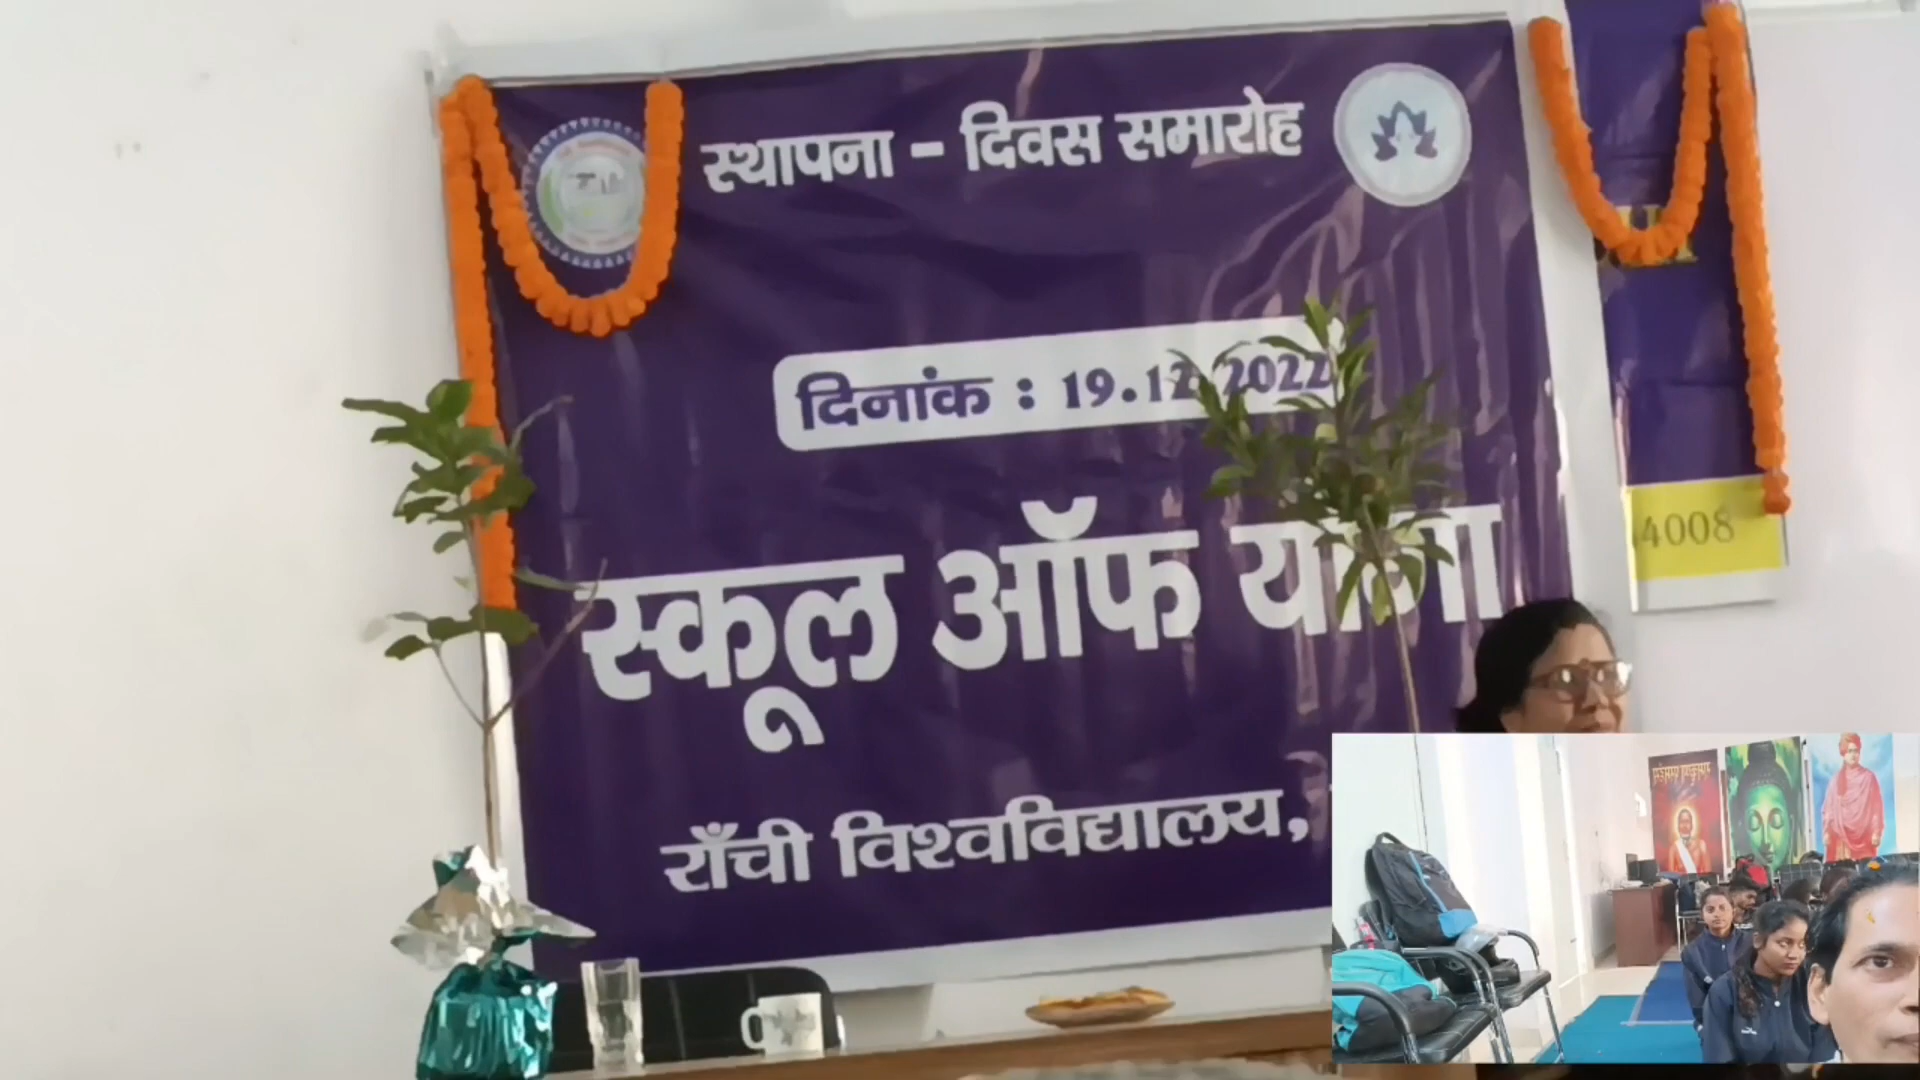 स्थापना - दिवस समारोह
दिनांक : 19.12.2022
स्कूल ऑफ योगा
राँची विश्वविद्यालय,
4008